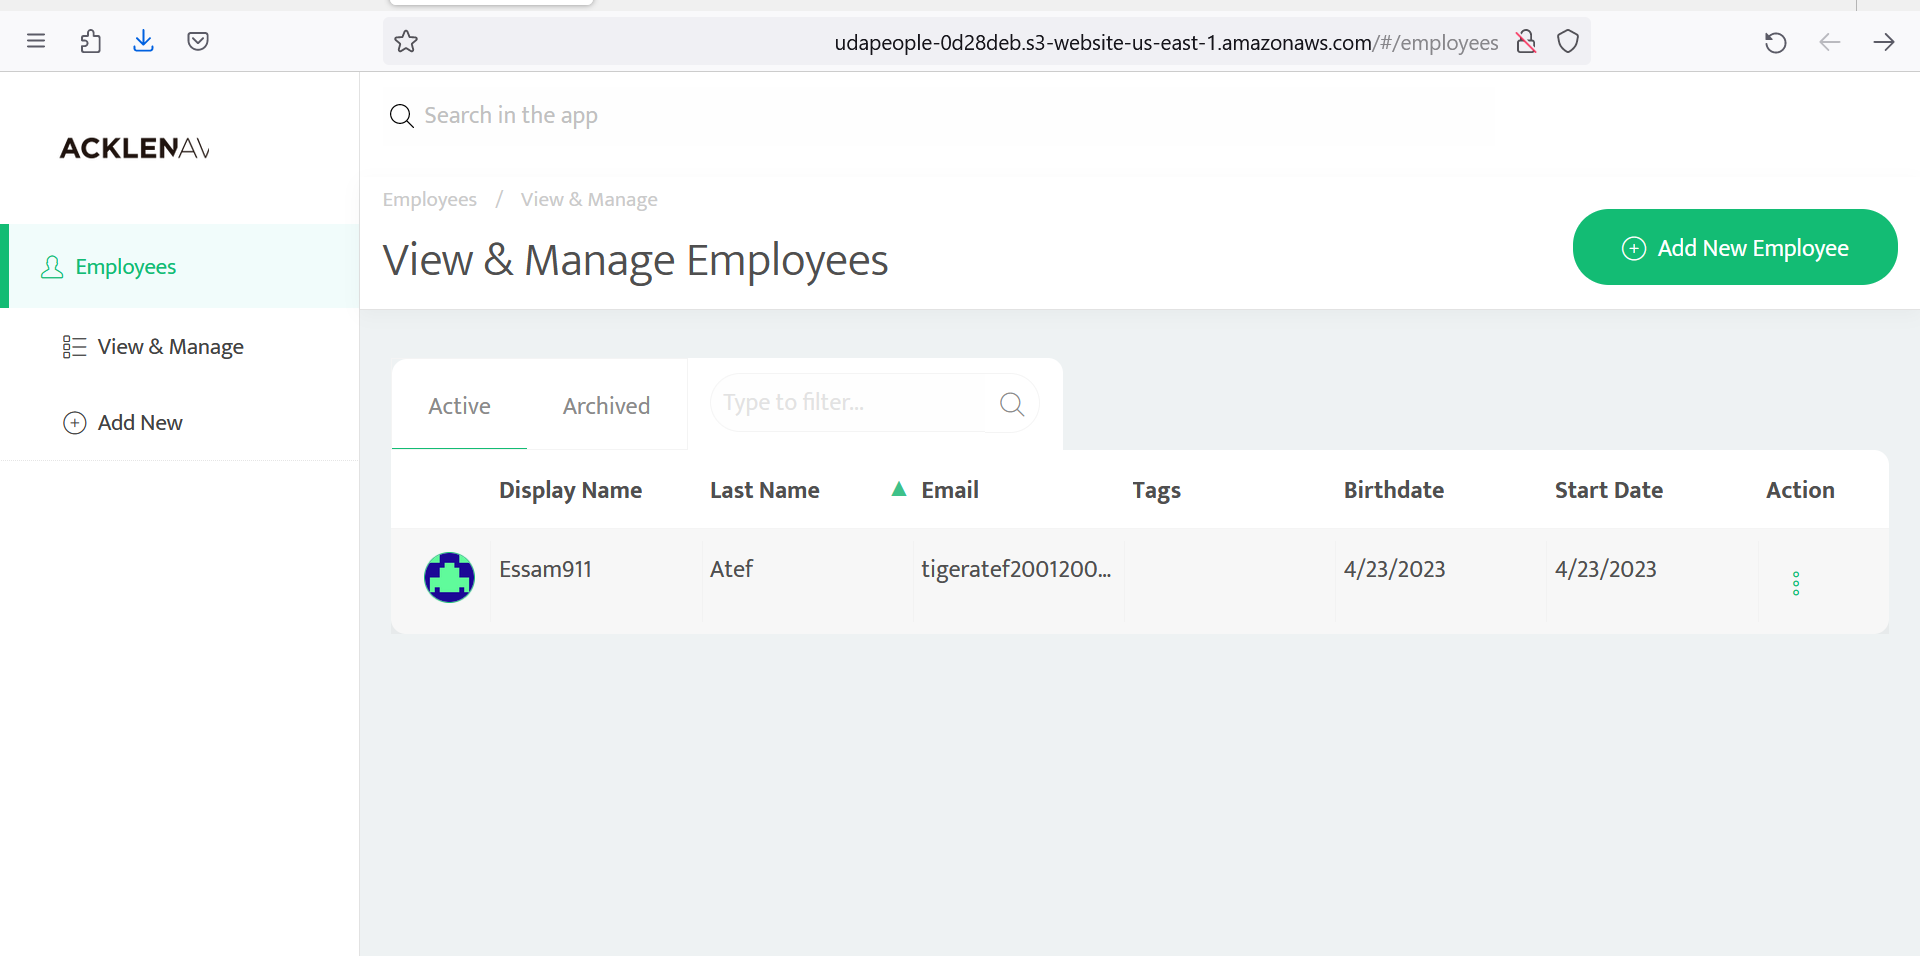 udapeople-0d28deb.s3-website-us-east-1.amazonaws.com/#/employees
ACKLENAV
Search in the app
Employees / View & Manage
View & Manage Employees
Add New Employee
Employees
View & Manage
Add New
Active Archived Type to filter...
Display Name Last Name Email Tags Birthdate Start Date Action
Essam911 Atef tigeratef2001200... 4/23/2023 4/23/2023